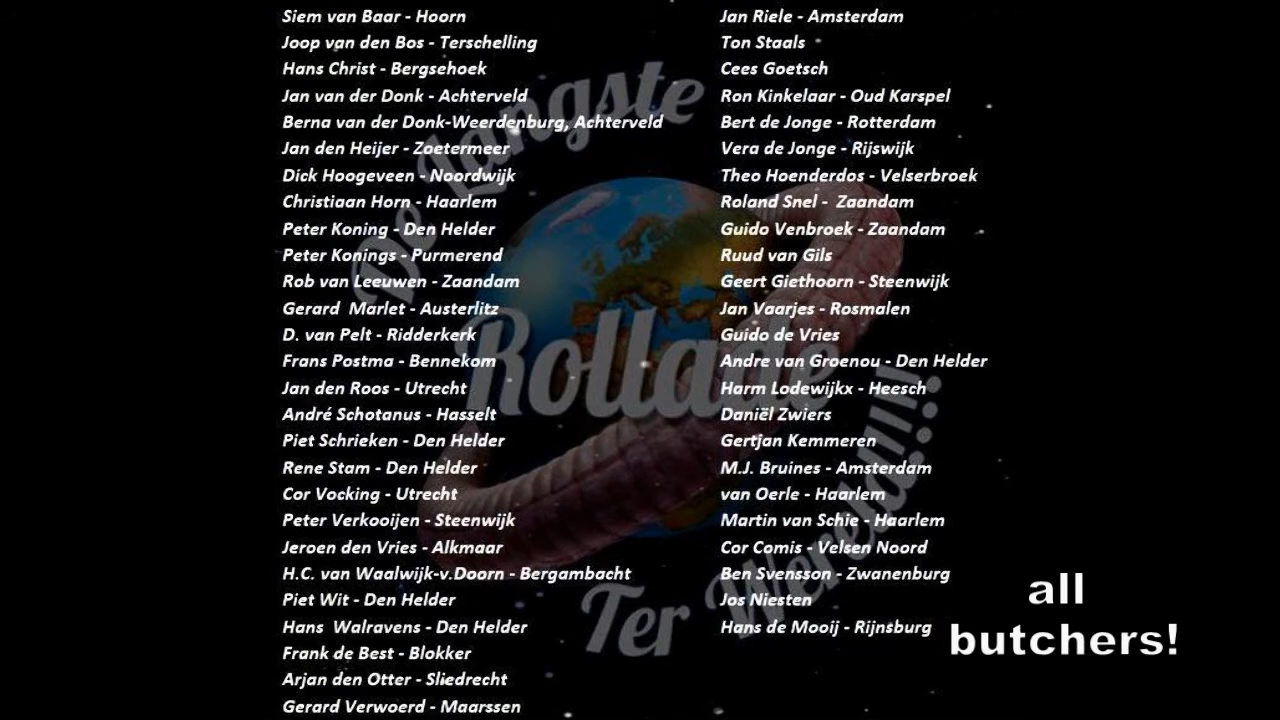 Siem van Baar - Hoorn
Joop van den Bos - Terschelling
Hans Christ - Bergsehoek
Jan van der Donk - Achterveld
Berna van der Donk-Weerdenburg, Achterveld
Jan den Heijer - Zoetermeer
Dick Hoogeveen - Noordwijk
Christiaan Horn - Haarlem
Peter Koning - Den Helder
Peter Konings - Purmerend
Rob van Leeuwen - Zaandam
Gerard Marlet - Austerlitz
D. van Pelt - Ridderkerk
Frans Postma - Bennekom
Jan den Roos - Utrecht
André Schotanus - Hasselt
Piet Schrieken - Den Helder
Rene Stam - Den Helder
Cor Vocking - Utrecht
Peter Verkooijen - Steenwijk
Jeroen den Vries - Alkmaar
H.C. van Waalwijk-v.Doorn - Bergambacht
Piet Wit - Den Helder
Hans Walravens - Den Helder
Frank de Best - Blokker
Arjan den Otter - Sliedrecht
Gerard Verwoerd - Maarssen
Jan Riele - Amsterdam
Ton Staals
Cees Goetsch
Ron Kinkelaar - Oud Karspel
Bert de Jonge - Rotterdam
Vera de Jonge - Rijswijk
Theo Hoenderdos - Velserbroek
Roland Snel - Zaandam
Guido Venbroek - Zaandam
Ruud van Gils
Geert Giethoorn - Steenwijk
Jan Vaarjes - Rosmalen
Guido de Vries
Andre van Groenou - Den Helder
Harm Lodewijkx - Heesch
Daniël Zwiers
Gertjan Kemmeren
M.J. Bruines - Amsterdam
van Oerle - Haarlem
Martin van Schie - Haarlem
Cor Comis - Velsen Noord
Ben Svensson - Zwanenburg
Jos Niesten
Hans de Mooij - Rijnsburg
all
butchers!
De Langste
Rollade
Ter Wereld!!!